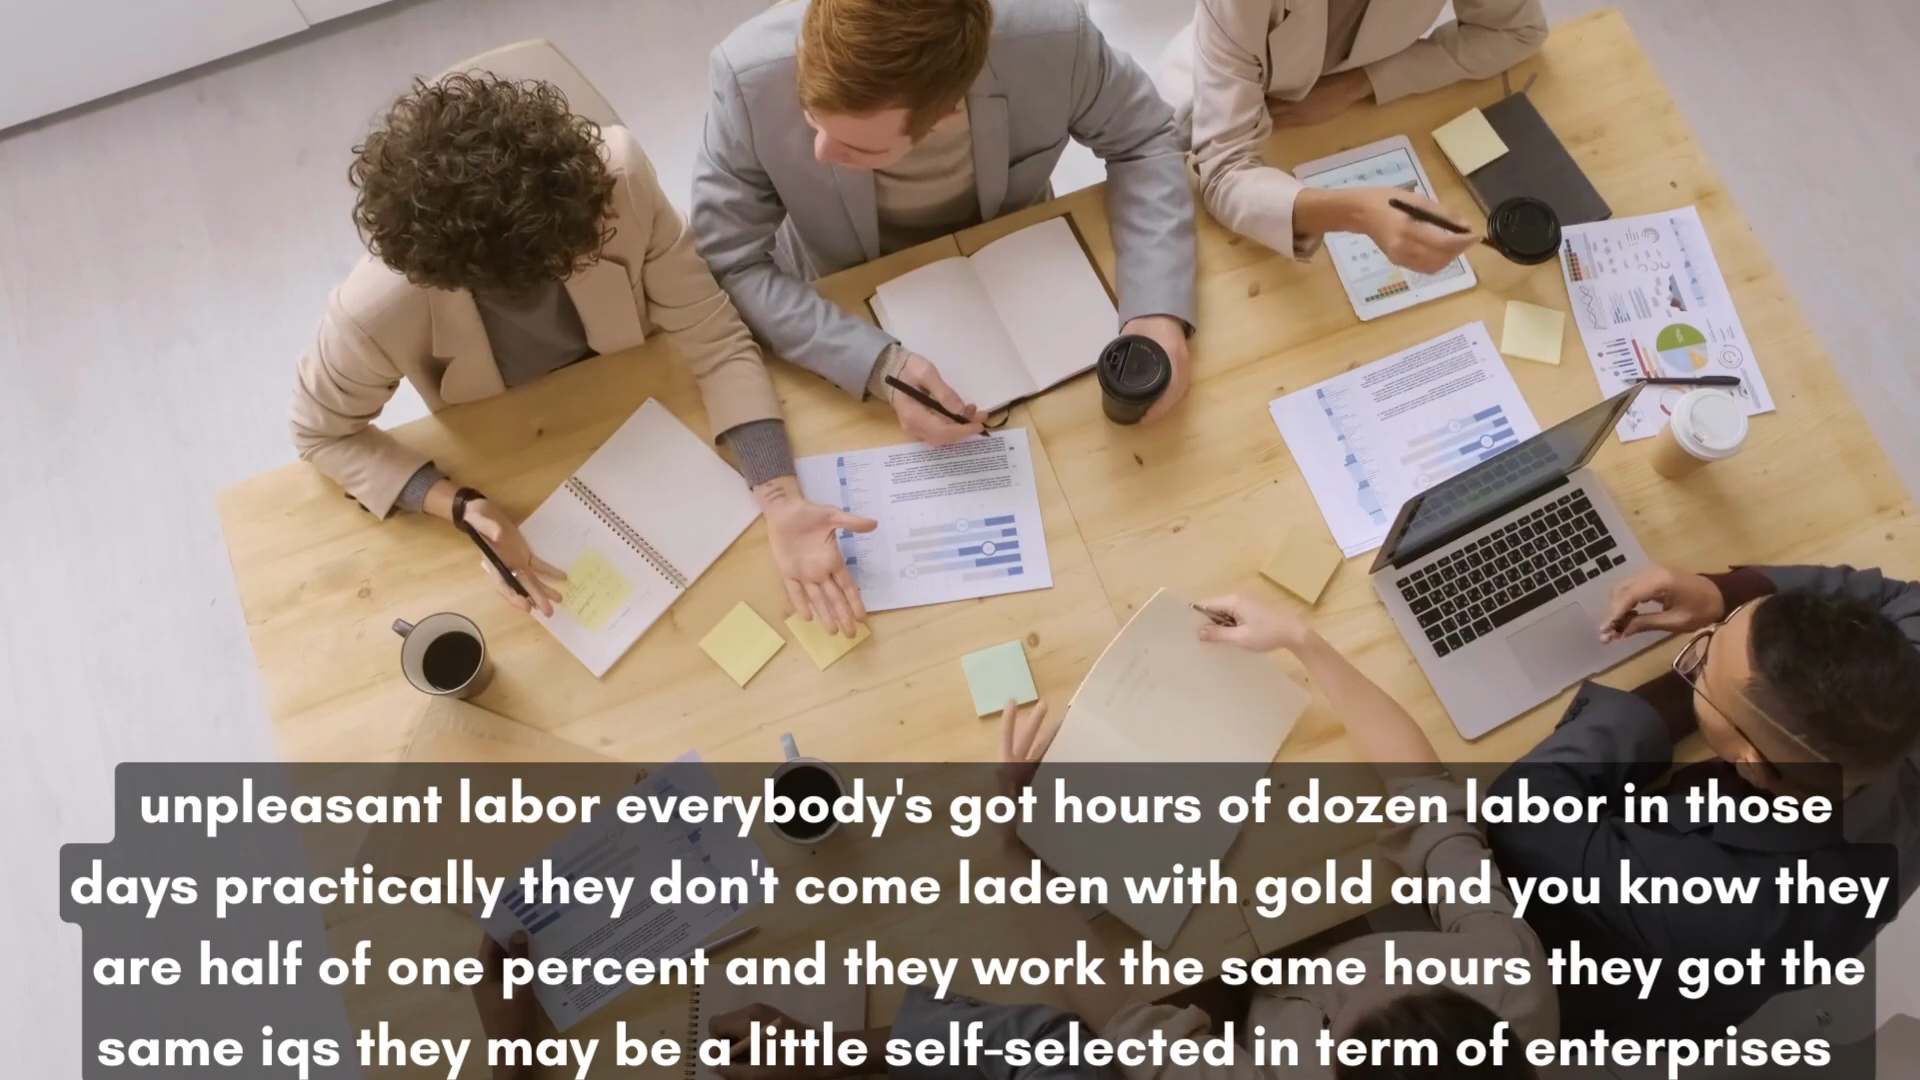 unpleasant labor everybody's got hours of dozen labor in those
days practically they don't come laden with gold and you know they
are half of one percent and they work the same hours they got the
same iqs they may be a little self-selected in term of enterprises